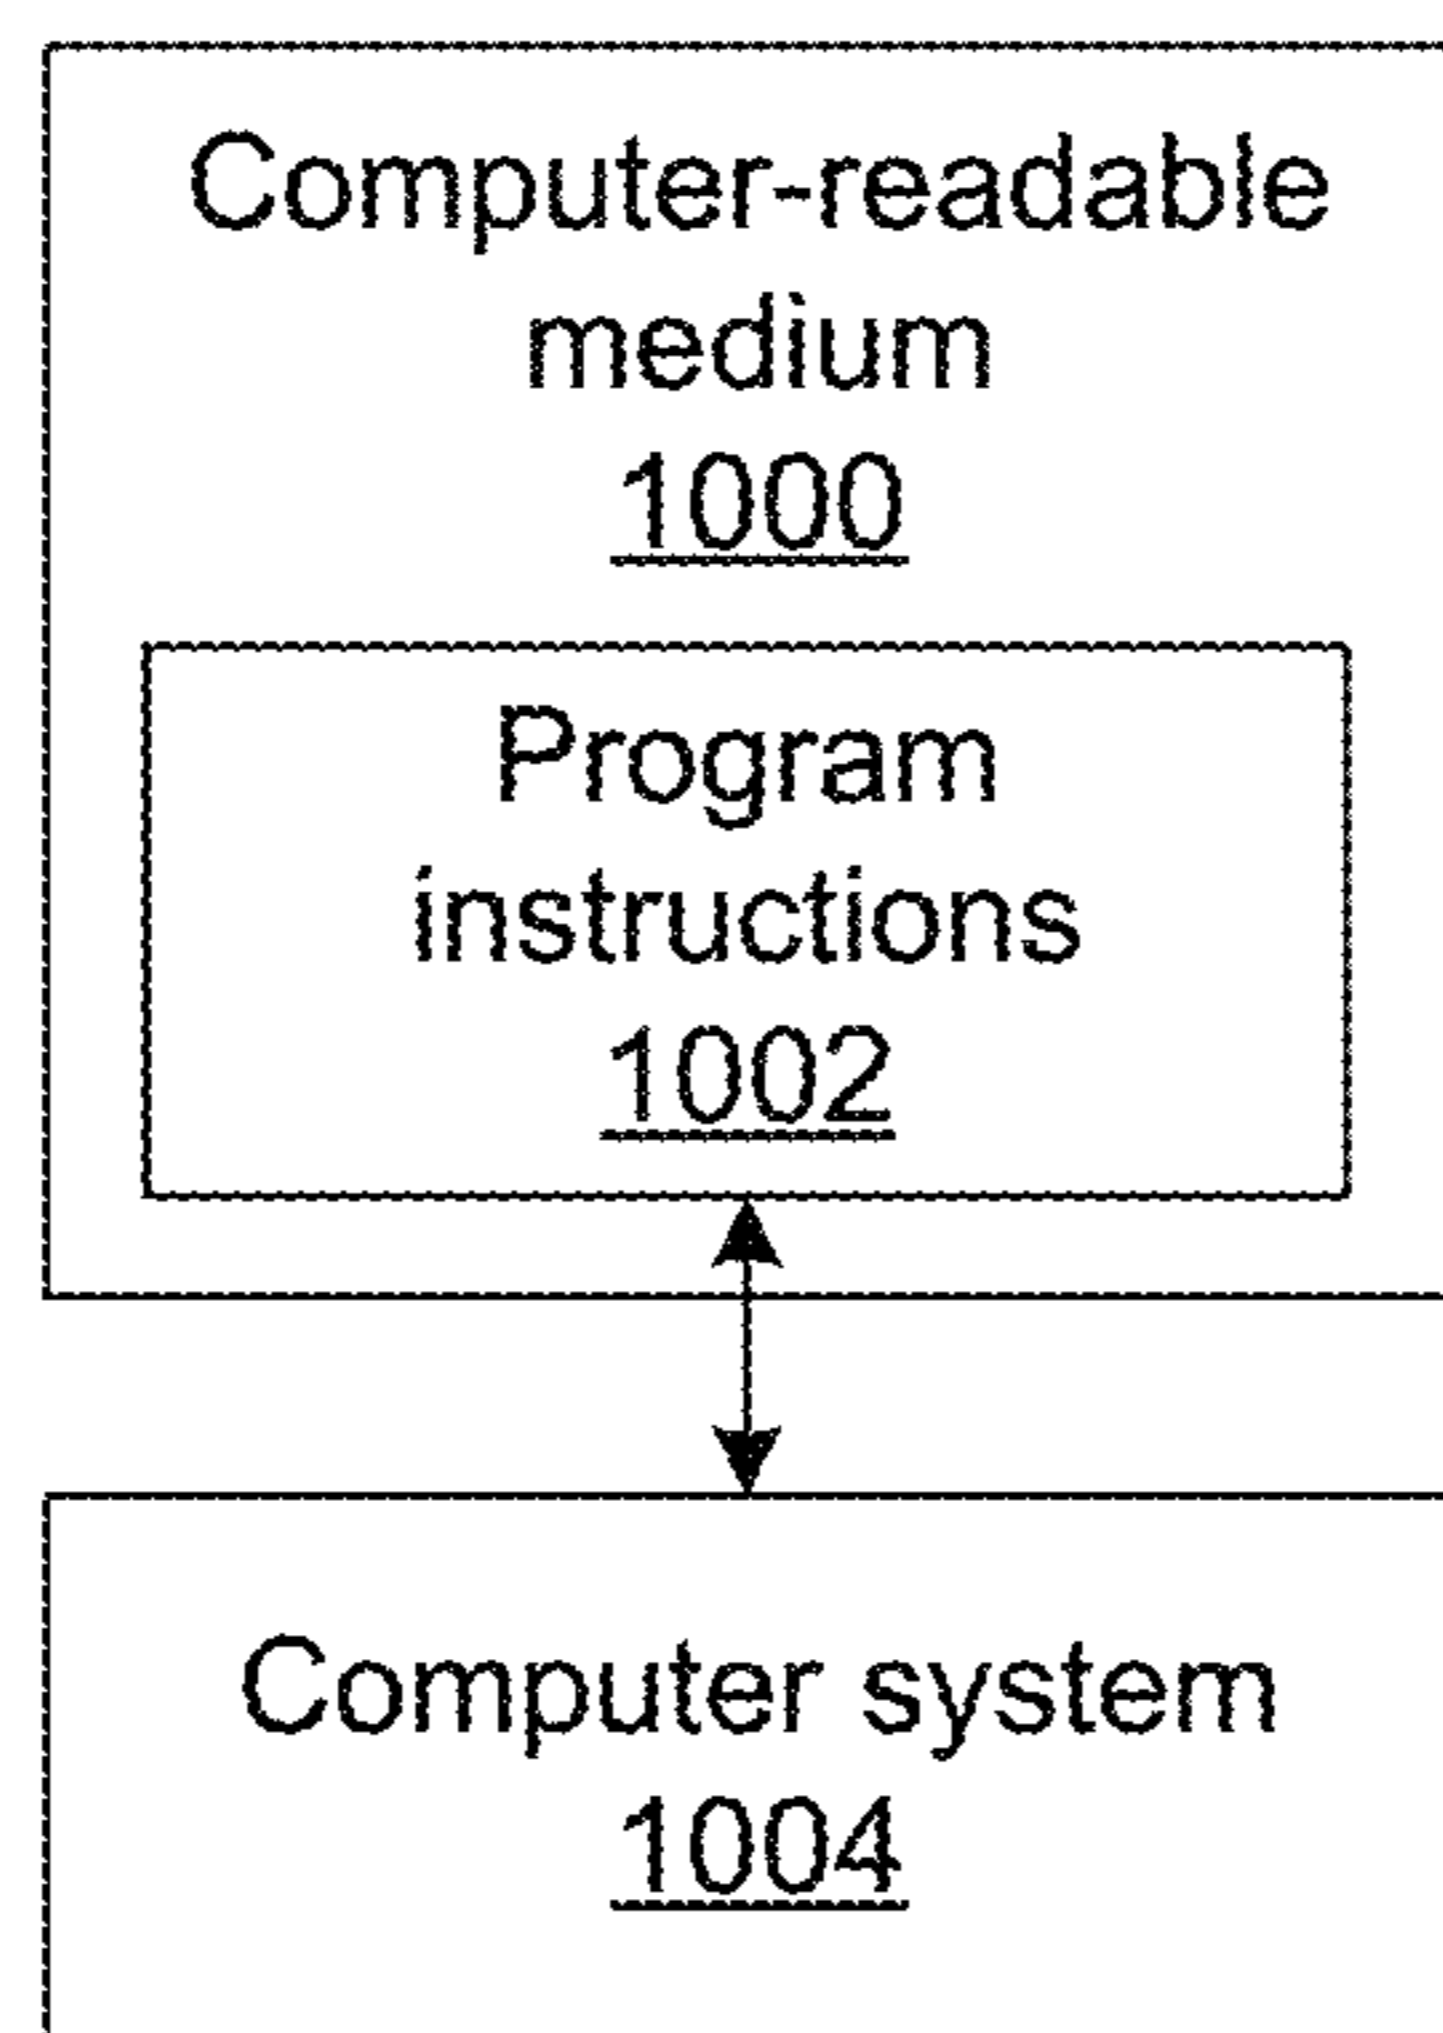 Computer-readable
medium
1000
Program
instructions
1002
Computer system
1004